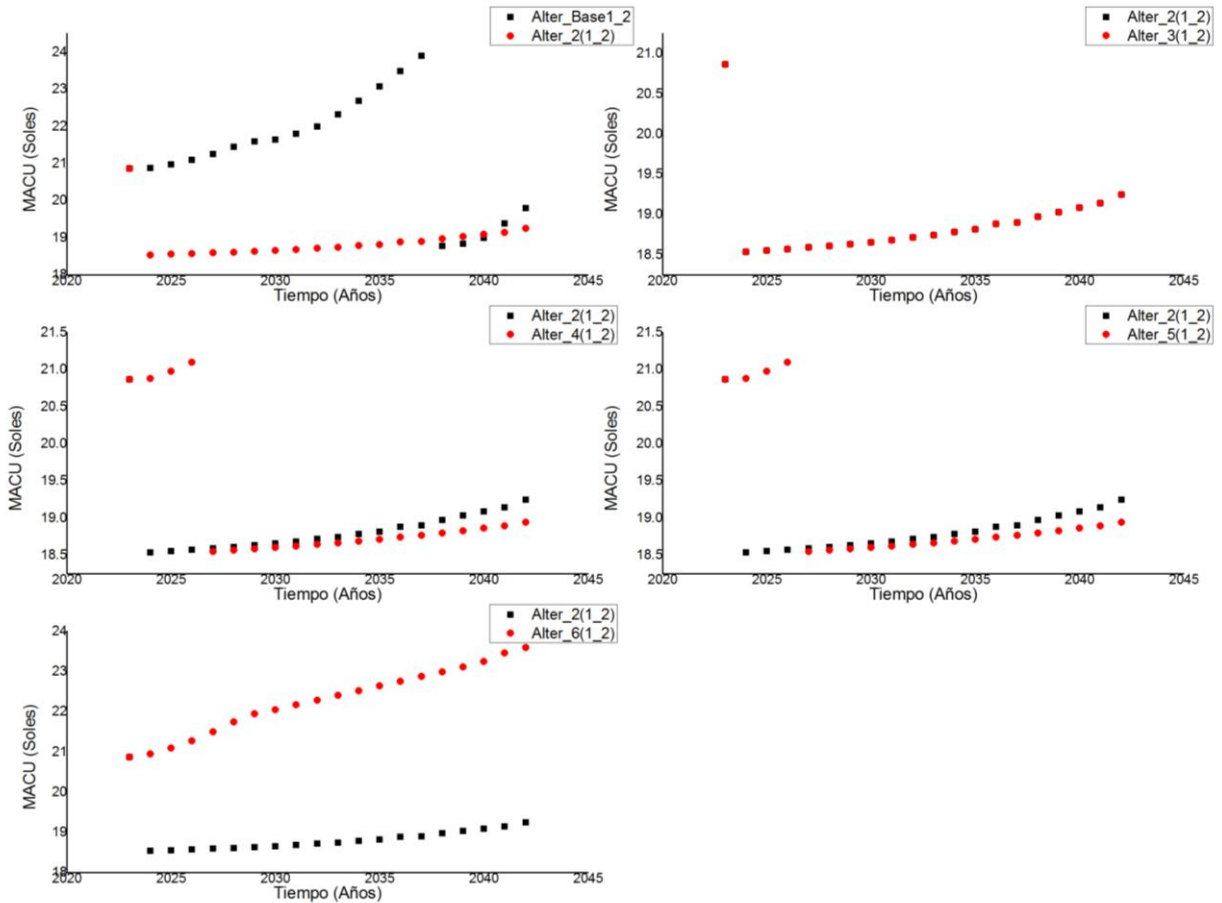 Alter_Base1_2
Alter_2(1_2)
24
23
22
21
20
19
18
MACU (Soles)
2020 2025 2030 2035 2040 2045
Tiempo (Años)
Alter_2(1_2)
Alter_3(1_2)
21.0
20.5
20.0
19.5
19.0
18.5
MACU (Soles)
2020 2025 2030 2035 2040 2045
Tiempo (Años)
Alter_2(1_2)
Alter_4(1_2)
21.5
21.0
20.5
20.0
19.5
19.0
18.5
MACU (Soles)
2020 2025 2030 2035 2040 2045
Tiempo (Años)
Alter_2(1_2)
Alter_5(1_2)
21.5
21.0
20.5
20.0
19.5
19.0
18.5
MACU (Soles)
2020 2025 2030 2035 2040 2045
Tiempo (Años)
Alter_2(1_2)
Alter_6(1_2)
24
23
22
21
20
19
18
MACU (Soles)
2020 2025 2030 2035 2040 2045
Tiempo (Años)